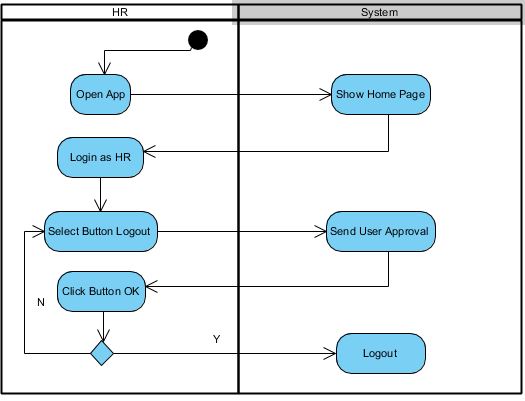 HR
System
Open App
Show Home Page
Login as HR
Select Button Logout
Send User Approval
Click Button OK
N
Y
Logout